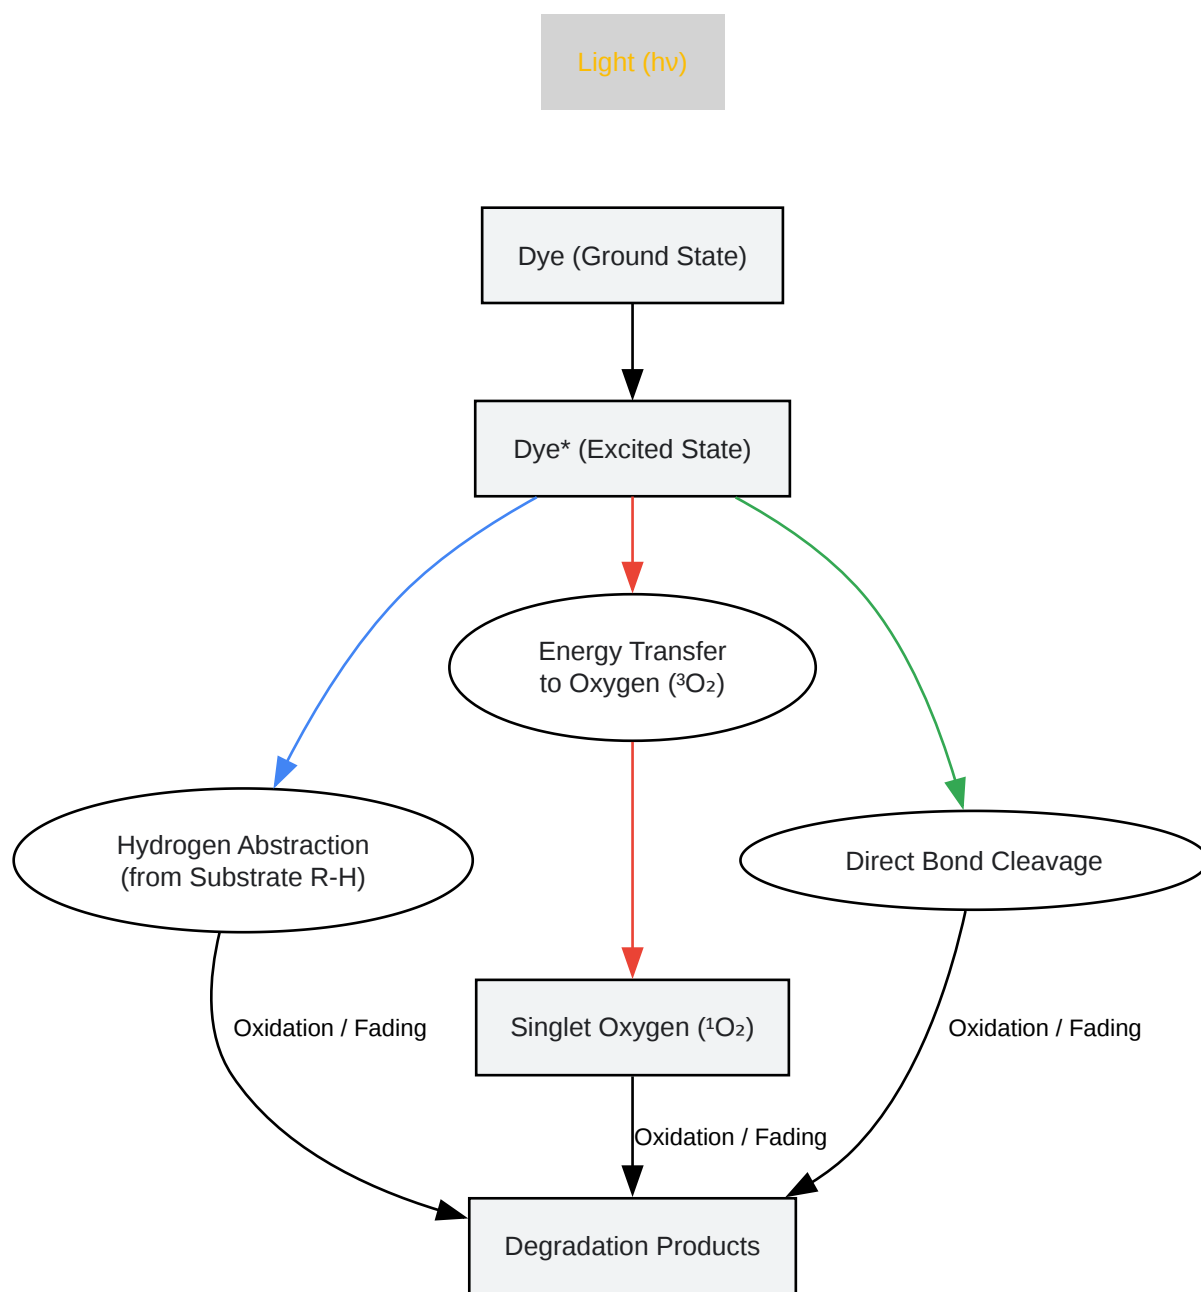 Light (hν)
Dye (Ground State)
Dye* (Excited State)
Energy Transfer
to Oxygen (³O₂)
Hydrogen Abstraction
(from Substrate R-H)
Direct Bond Cleavage
Singlet Oxygen (¹O₂)
Oxidation / Fading
Oxidation / Fading
Oxidation / Fading
Degradation Products